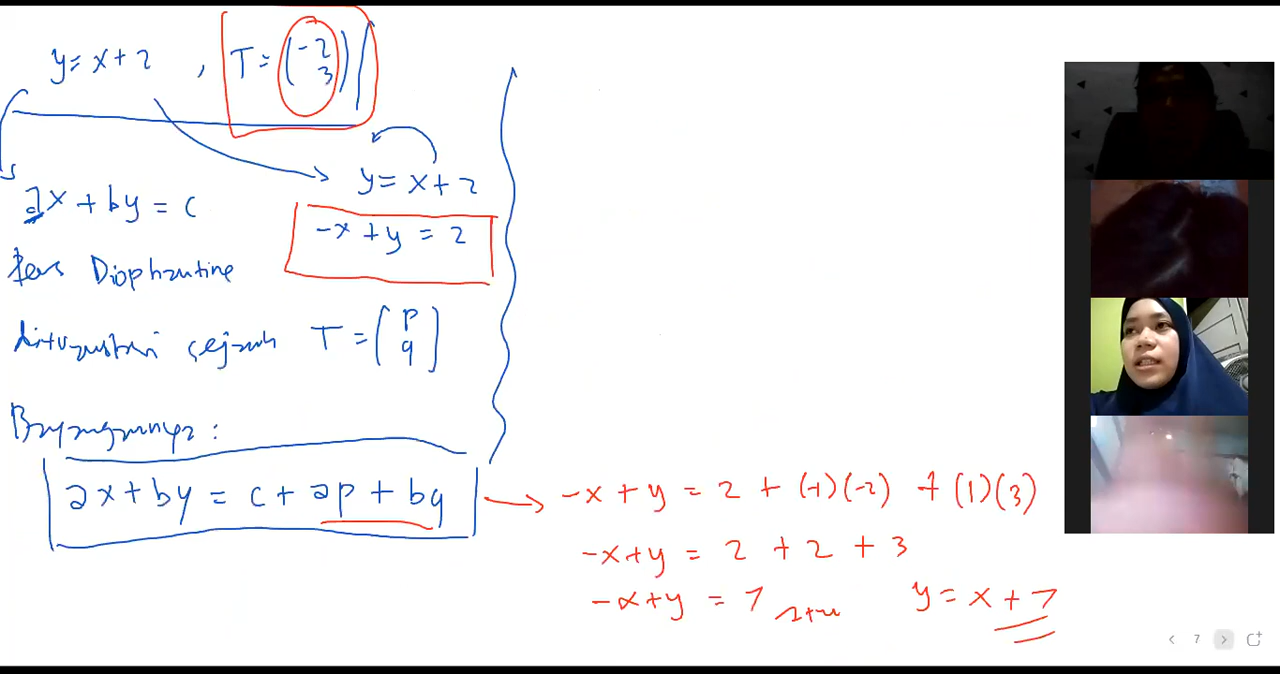 y = x + 2 , T = (-2 3)
ax + by = c
Pers Diophantine
ditranslasi sejauh T = (p q)
Bayangannya :
ax + by = c + ap + bq
y = x + 2
-x + y = 2
-x + y = 2 + (-1)(-2) + (1)(3)
-x + y = 2 + 2 + 3
-x + y = 7
y = x + 7
7